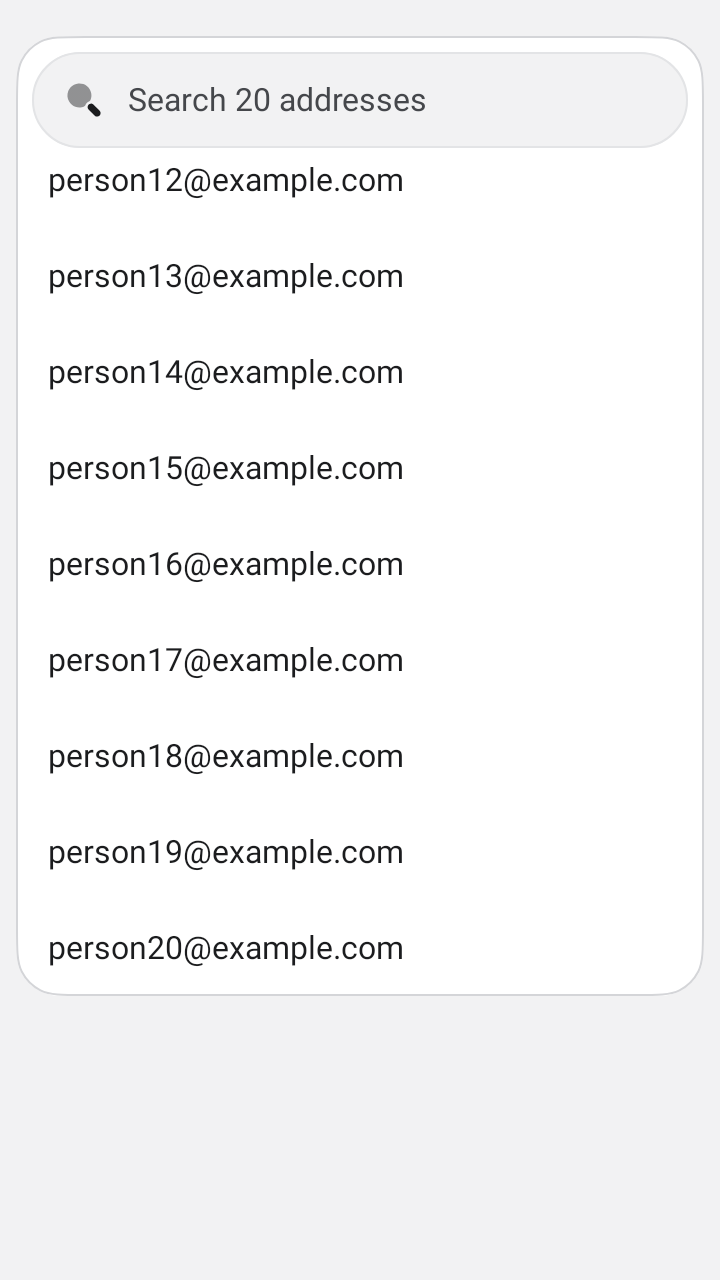 Search 20 addresses
person12@example.com
person13@example.com
person14@example.com
person15@example.com
person16@example.com
person17@example.com
person18@example.com
person19@example.com
person20@example.com